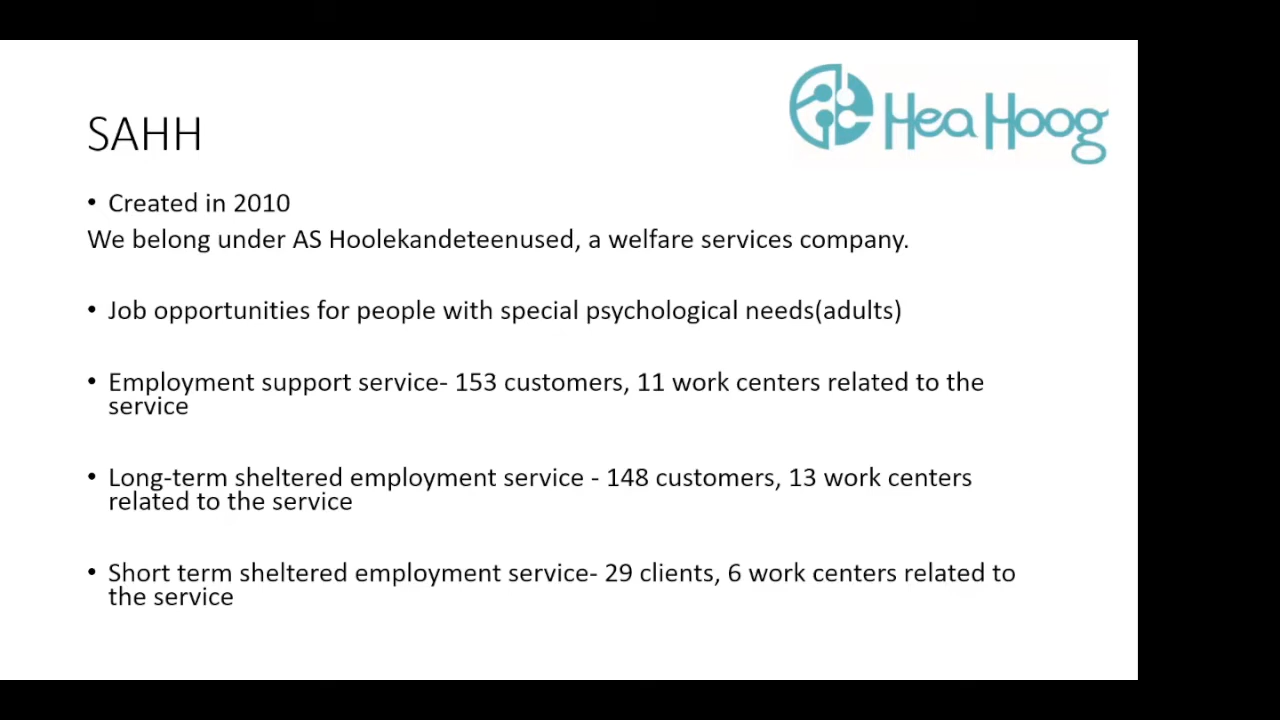 Hea Hoog
SAHH
• Created in 2010
We belong under AS Hoolekandeteenused, a welfare services company.
• Job opportunities for people with special psychological needs(adults)
• Employment support service- 153 customers, 11 work centers related to the
service
• Long-term sheltered employment service - 148 customers, 13 work centers
related to the service
• Short term sheltered employment service- 29 clients, 6 work centers related to
the service